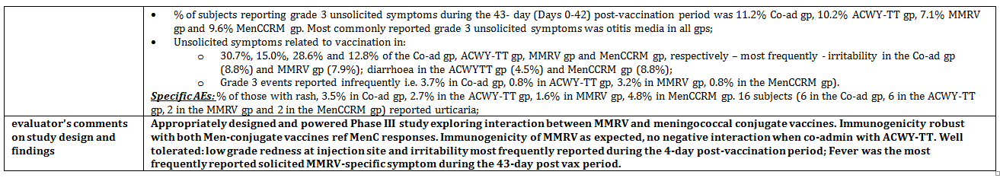 • % of subjects reporting grade 3 unsolicited symptoms during the 43- day (Days 0-42) post-vaccination period was 11.2% Co-ad gp, 10.2% ACWY-TT gp, 7.1% MMRV
gp and 9.6% MenCCRM gp. Most commonly reported grade 3 unsolicited symptoms was otitis media in all gps;
• Unsolicited symptoms related to vaccination in:
o 30.7%, 15.0%, 28.6% and 12.8% of the Co-ad gp, ACWY-TT gp, MMRV gp and MenCCRM gp, respectively – most frequently - irritability in the Co-ad gp
(8.8%) and MMRV gp (7.9%); diarrhoea in the ACWYTT gp (4.5%) and MenCCRM gp (8.8%);
o Grade 3 events reported infrequently i.e. 3.7% in Co-ad gp, 0.8% in ACWY-TT gp, 3.2% in MMRV gp, 0.8% in the MenCCRM gp).
Specific AEs: % of those with rash, 3.5% in Co-ad gp, 2.7% in the ACWY-TT gp, 1.6% in MMRV gp, 4.8% in MenCCRM gp. 16 subjects (6 in the Co-ad gp, 6 in the ACWY-TT
gp, 2 in the MMRV gp and 2 in the MenCCRM gp) reported urticaria;
evaluator's comments
on study design and
findings
Appropriately designed and powered Phase III study exploring interaction between MMRV and meningococcal conjugate vaccines. Immunogenicity robust
with both Men-conjugate vaccines ref MenC responses. Immunogenicity of MMRV as expected, no negative interaction when co-admin with ACWY-TT. Well
tolerated: low grade redness at injection site and irritability most frequently reported during the 4-day post-vaccination period; Fever was the most
frequently reported solicited MMRV-specific symptom during the 43-day post vax period.